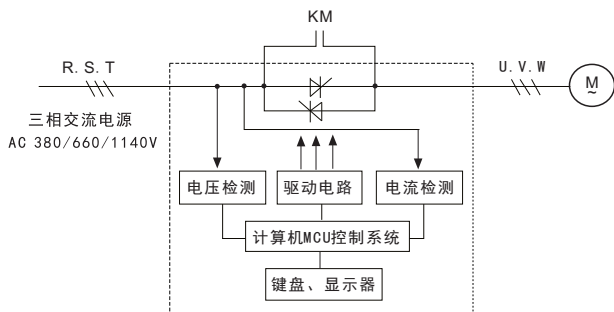 KM
R. S. T
U. V. W
M
~
三相交流电源
AC 380/660/1140V
电压检测
驱动电路
电流检测
计算机MCU控制系统
键盘、显示器